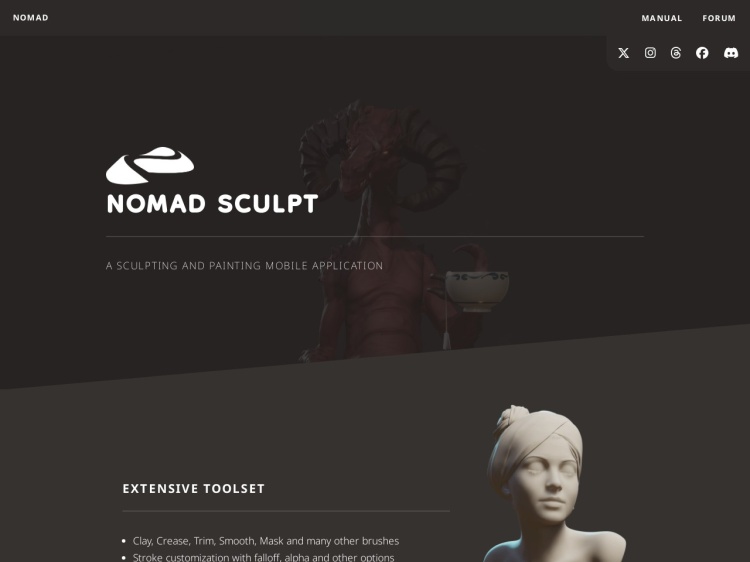 NOMAD
MANUAL FORUM
NOMAD SCULPT
A SCULPTING AND PAINTING MOBILE APPLICATION
EXTENSIVE TOOLSET
• Clay, Crease, Trim, Smooth, Mask and many other brushes
• Stroke customization with falloff, alpha and other options